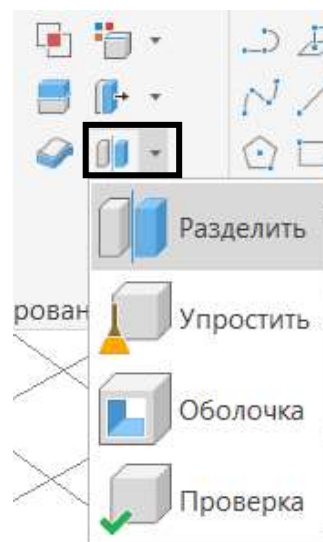 Разделить
рован
Упростить
Оболочка
Проверка